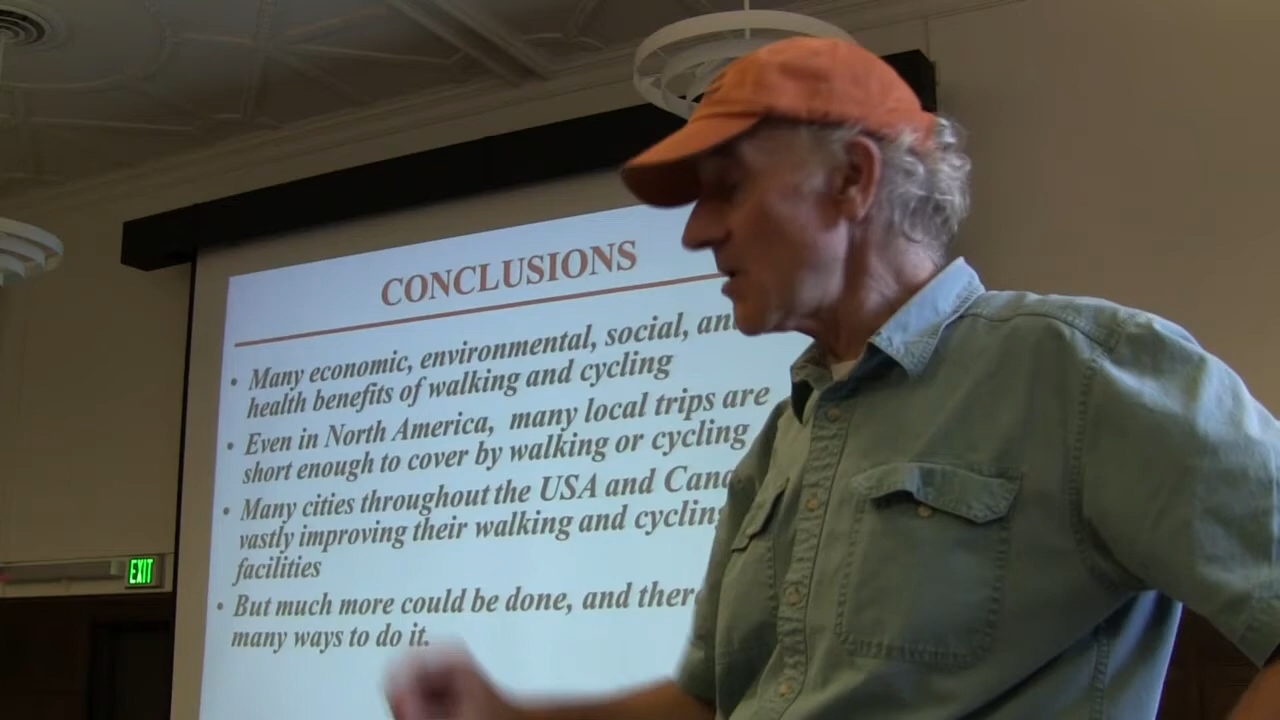 CONCLUSIONS
• Many economic, environmental, social, and
health benefits of walking and cycling
• Even in North America, many local trips are
short enough to cover by walking or cycling
• Many cities throughout the USA and
vastly improving their walking and cycling
facilities
• But much more could be done, and
many ways to do it.
EXIT